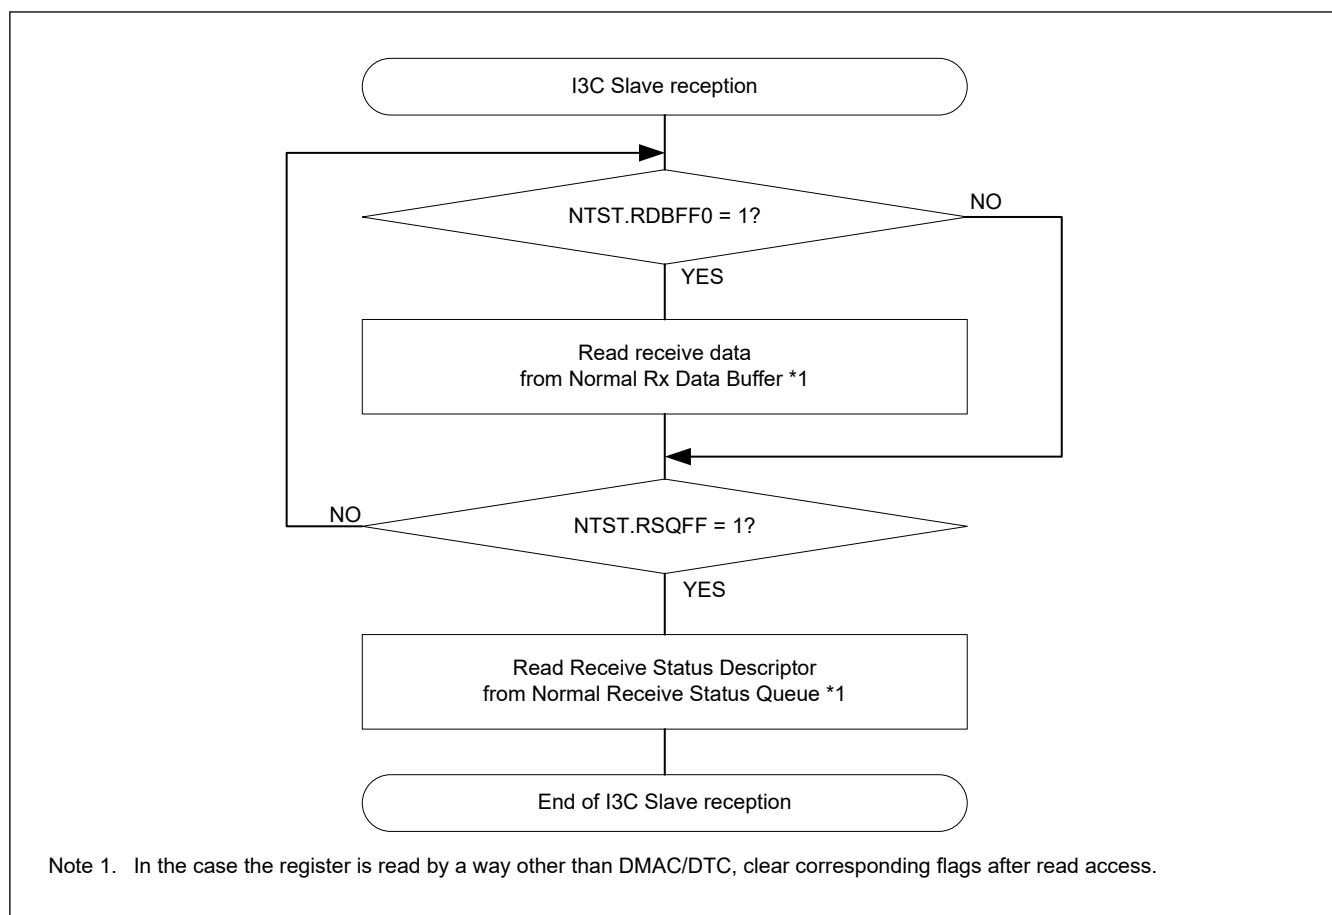 I3C Slave reception
NTST.RDBFF0 = 1?
NO
YES
Read receive data
from Normal Rx Data Buffer *1
NO
NTST.RSQFF = 1?
YES
Read Receive Status Descriptor
from Normal Receive Status Queue *1
End of I3C Slave reception
Note 1. In the case the register is read by a way other than DMAC/DTC, clear corresponding flags after read access.